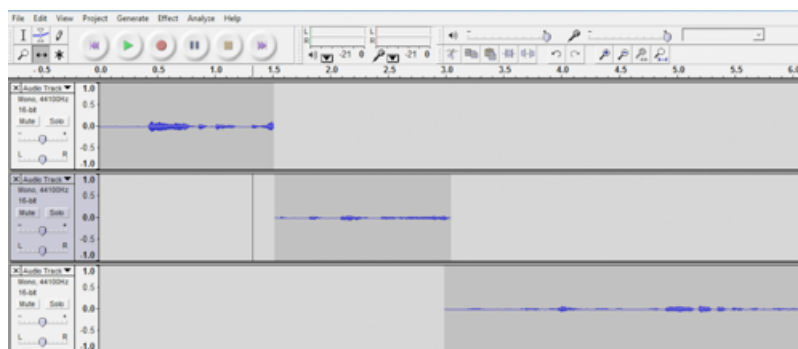 File Edit View Project Generate Effect Analyze Help
L
R
-21 0
L
R
-21 0
-0.5 0.0 0.5 1.0 1.5 2.0 2.5 3.0 3.5 4.0 4.5 5.0 5.5 6.0
X Audio Track
Mono, 44100Hz
16-bit
Mute Solo
- +
L R
1.0
0.5
0.0
-0.5
-1.0
X Audio Track
Mono, 44100Hz
16-bit
Mute Solo
- +
L R
1.0
0.5
0.0
-0.5
-1.0
X Audio Track
Mono, 44100Hz
16-bit
Mute Solo
- +
L R
1.0
0.5
0.0
-0.5
-1.0